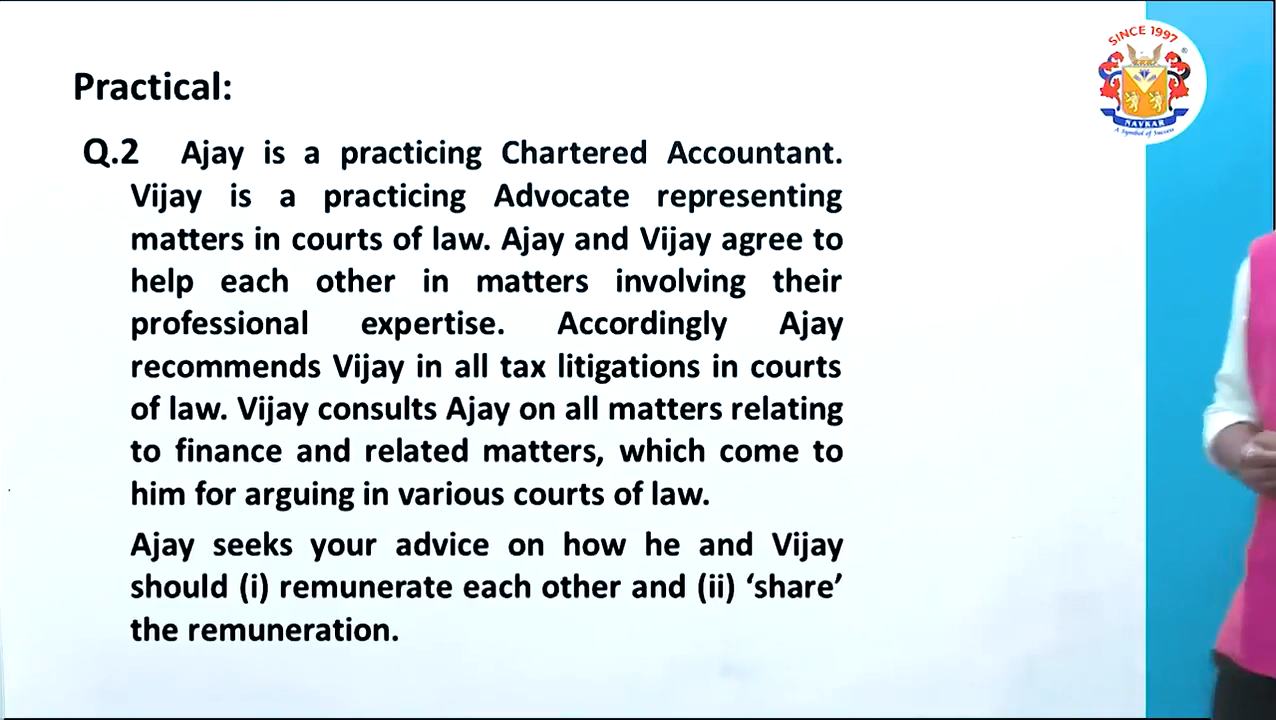 SINCE 1997
®
NAVKAR
A Symbol of Success
Practical:
Q.2 Ajay is a practicing Chartered Accountant.
Vijay is a practicing Advocate representing
matters in courts of law. Ajay and Vijay agree to
help each other in matters involving their
professional expertise. Accordingly Ajay
recommends Vijay in all tax litigations in courts
of law. Vijay consults Ajay on all matters relating
to finance and related matters, which come to
him for arguing in various courts of law.
Ajay seeks your advice on how he and Vijay
should (i) remunerate each other and (ii) ‘share’
the remuneration.